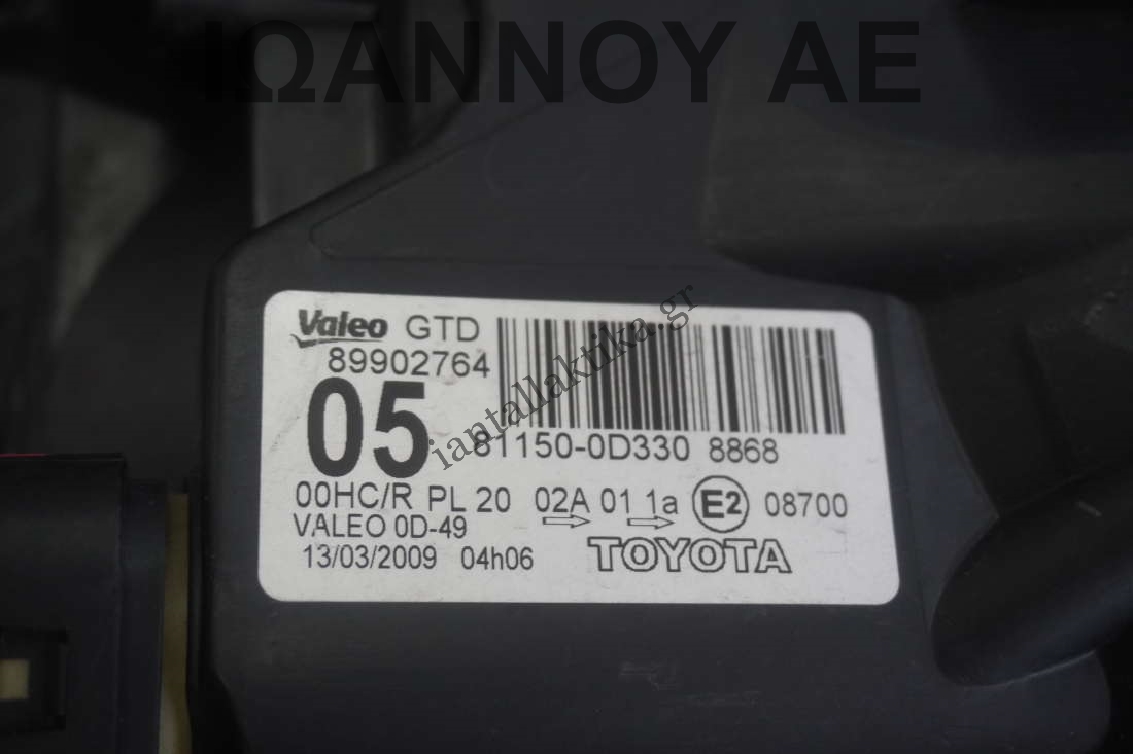 ΙΩΑΝΝΟΥ ΑΕ
Valeo GTD
89902764
05 81150-0D330 8868
iantallaktika.gr
00HC/R PL 20 02A 01 1a E2 08700
VALEO 0D-49
13/03/2009 04h06 TOYOTA